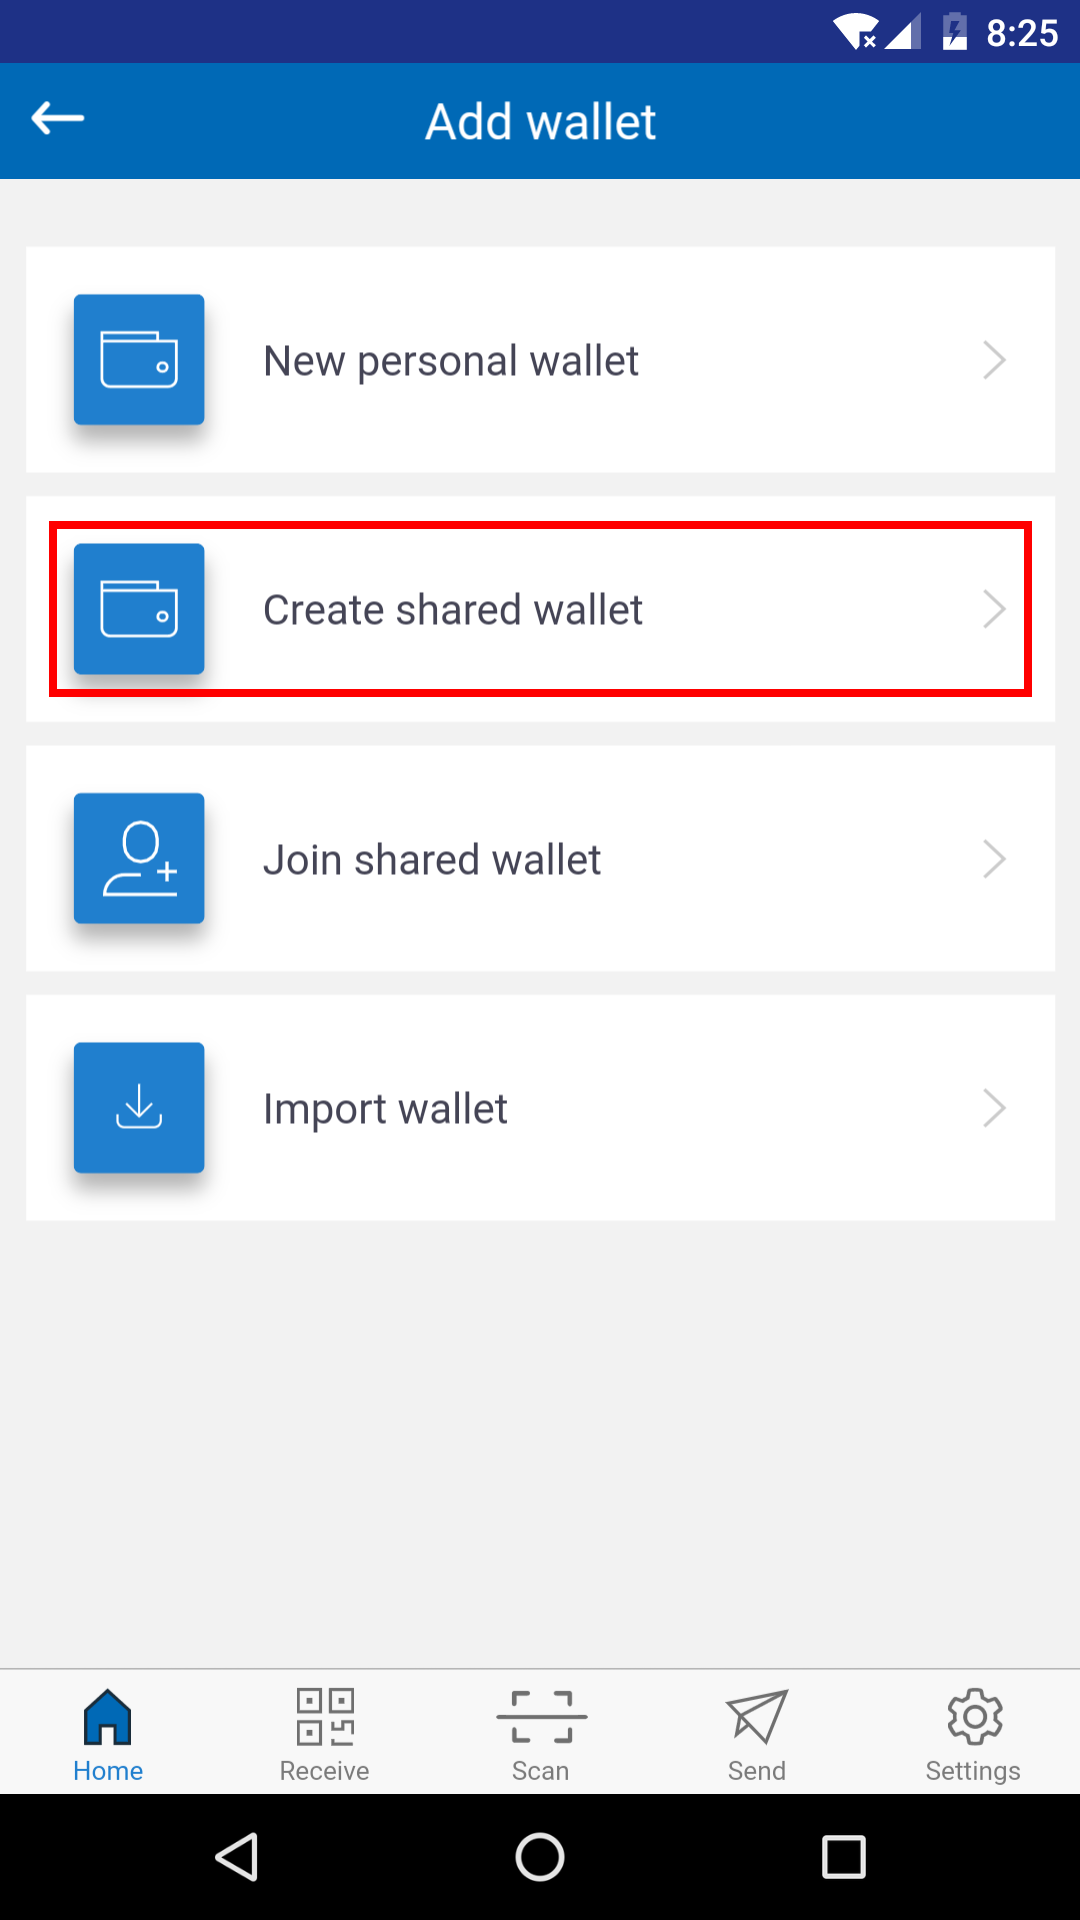 8:25
Add wallet
New personal wallet
Create shared wallet
Join shared wallet
Import wallet
Home Receive Scan Send Settings